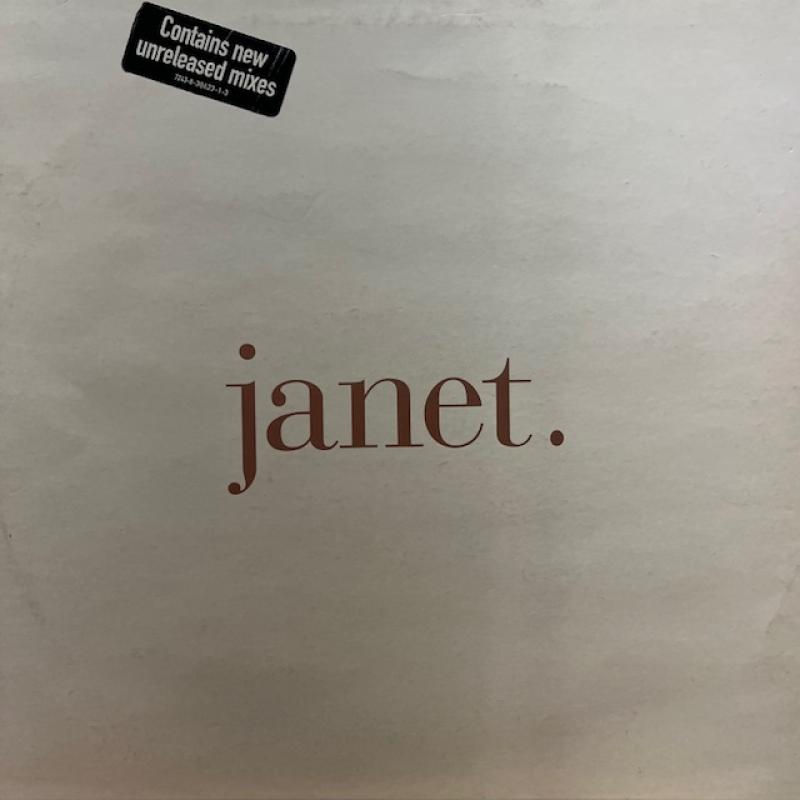 Contains new
unreleased mixes
janet.